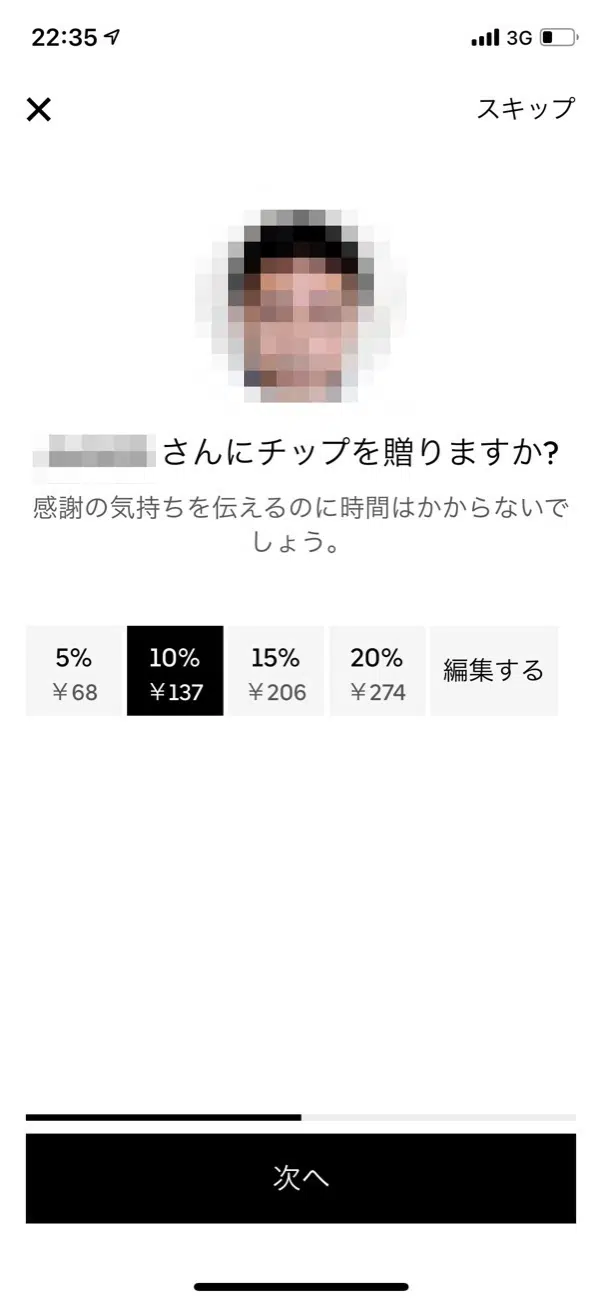 22:35
3G
スキップ
さんにチップを贈りますか?
感謝の気持ちを伝えるのに時間はかからないで
しょう。
5% 10% 15% 20% 編集する
¥68 ¥137 ¥206 ¥274
次へ